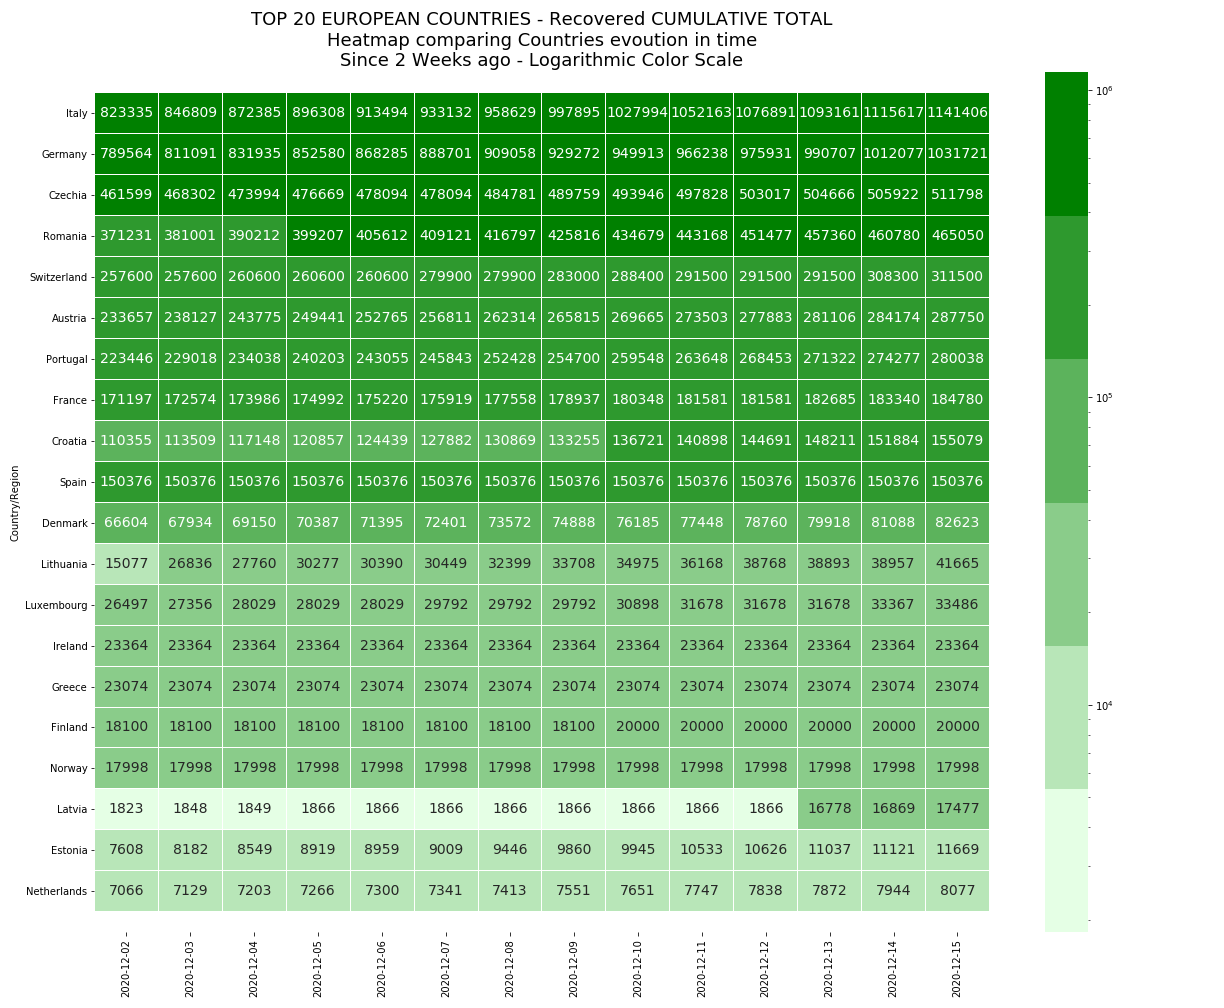 TOP 20 EUROPEAN COUNTRIES - Recovered CUMULATIVE TOTAL
Heatmap comparing Countries evoution in time
Since 2 Weeks ago - Logarithmic Color Scale
Country/Region
Italy 823335 846809 872385 896308 913494 933132 958629 997895 1027994 1052163 1076891 1093161 1115617 1141406
Germany 789564 811091 831935 852580 868285 888701 909058 929272 949913 966238 975931 990707 1012077 1031721
Czechia 461599 468302 473994 476669 478094 478094 484781 489759 493946 497828 503017 504666 505922 511798
Romania 371231 381001 390212 399207 405612 409121 416797 425816 434679 443168 451477 457360 460780 465050
Switzerland 257600 257600 260600 260600 260600 279900 279900 283000 288400 291500 291500 291500 308300 311500
Austria 233657 238127 243775 249441 252765 256811 262314 265815 269665 273503 277883 281106 284174 287750
Portugal 223446 229018 234038 240203 243055 245843 252428 254700 259548 263648 268453 271322 274277 280038
France 171197 172574 173986 174992 175220 175919 177558 178937 180348 181581 181581 182685 183340 184780
Croatia 110355 113509 117148 120857 124439 127882 130869 133255 136721 140898 144691 148211 151884 155079
Spain 150376 150376 150376 150376 150376 150376 150376 150376 150376 150376 150376 150376 150376 150376
Denmark 66604 67934 69150 70387 71395 72401 73572 74888 76185 77448 78760 79918 81088 82623
Lithuania 15077 26836 27760 30277 30390 30449 32399 33708 34975 36168 38768 38893 38957 41665
Luxembourg 26497 27356 28029 28029 28029 29792 29792 29792 30898 31678 31678 31678 33367 33486
Ireland 23364 23364 23364 23364 23364 23364 23364 23364 23364 23364 23364 23364 23364 23364
Greece 23074 23074 23074 23074 23074 23074 23074 23074 23074 23074 23074 23074 23074 23074
Finland 18100 18100 18100 18100 18100 18100 18100 18100 20000 20000 20000 20000 20000 20000
Norway 17998 17998 17998 17998 17998 17998 17998 17998 17998 17998 17998 17998 17998 17998
Latvia 1823 1848 1849 1866 1866 1866 1866 1866 1866 1866 1866 16778 16869 17477
Estonia 7608 8182 8549 8919 8959 9009 9446 9860 9945 10533 10626 11037 11121 11669
Netherlands 7066 7129 7203 7266 7300 7341 7413 7551 7651 7747 7838 7872 7944 8077
2020-12-02 2020-12-03 2020-12-04 2020-12-05 2020-12-06 2020-12-07 2020-12-08 2020-12-09 2020-12-10 2020-12-11 2020-12-12 2020-12-13 2020-12-14 2020-12-15
10⁶
10⁵
10⁴